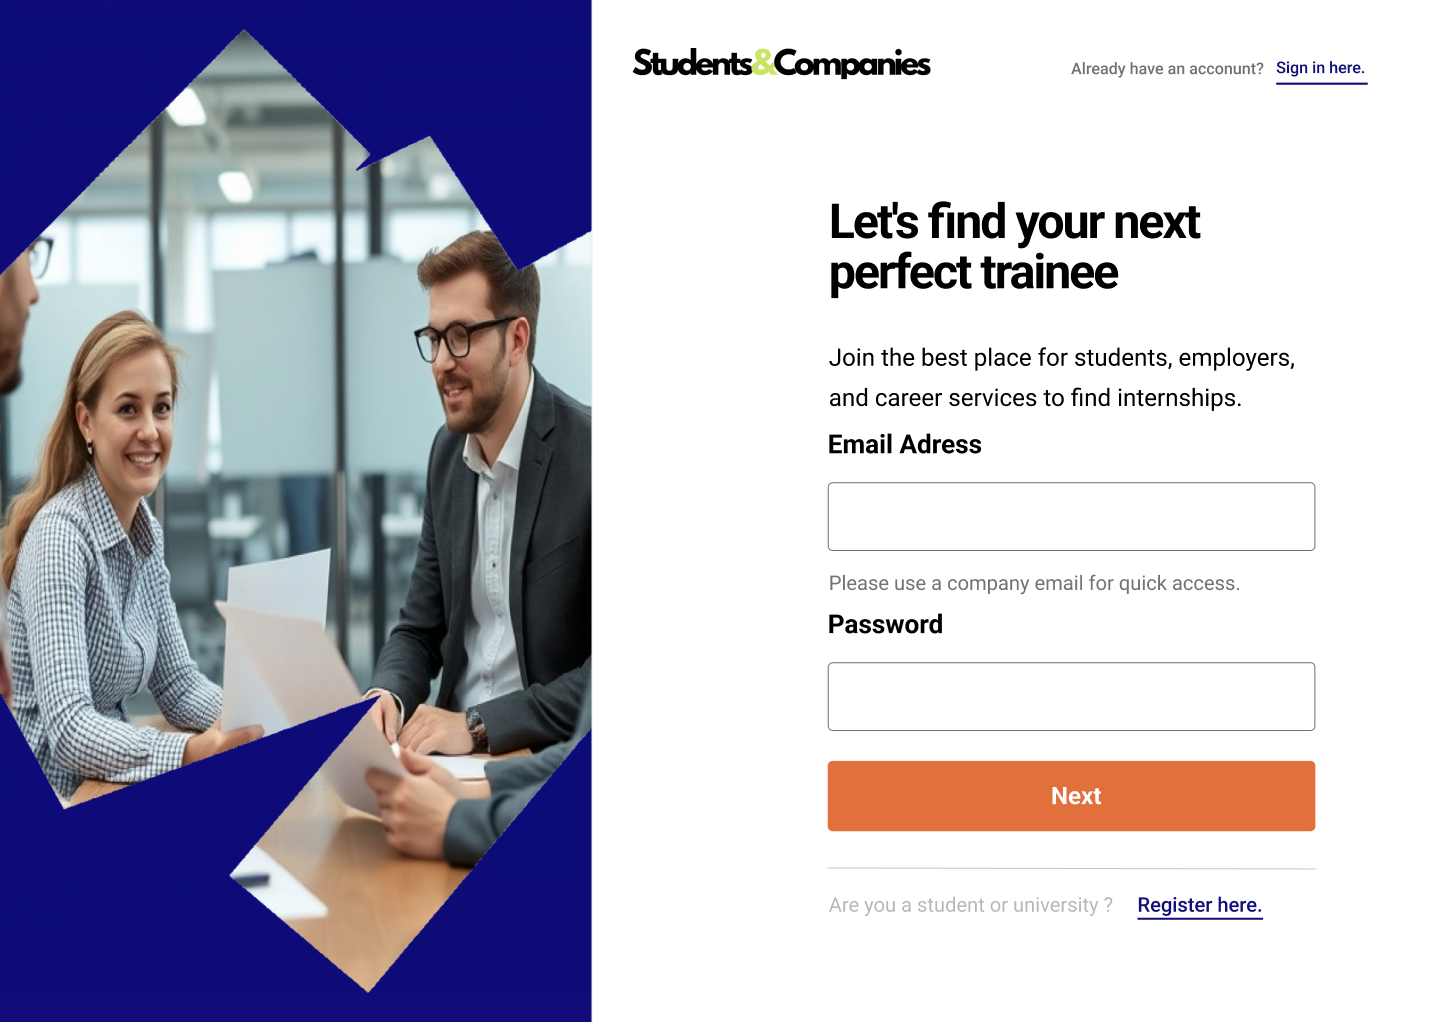 Students&Companies
Already have an acconunt? Sign in here.
Let's find your next
perfect trainee
Join the best place for students, employers,
and career services to find internships.
Email Adress
Please use a company email for quick access.
Password
Next
Are you a student or university ? Register here.